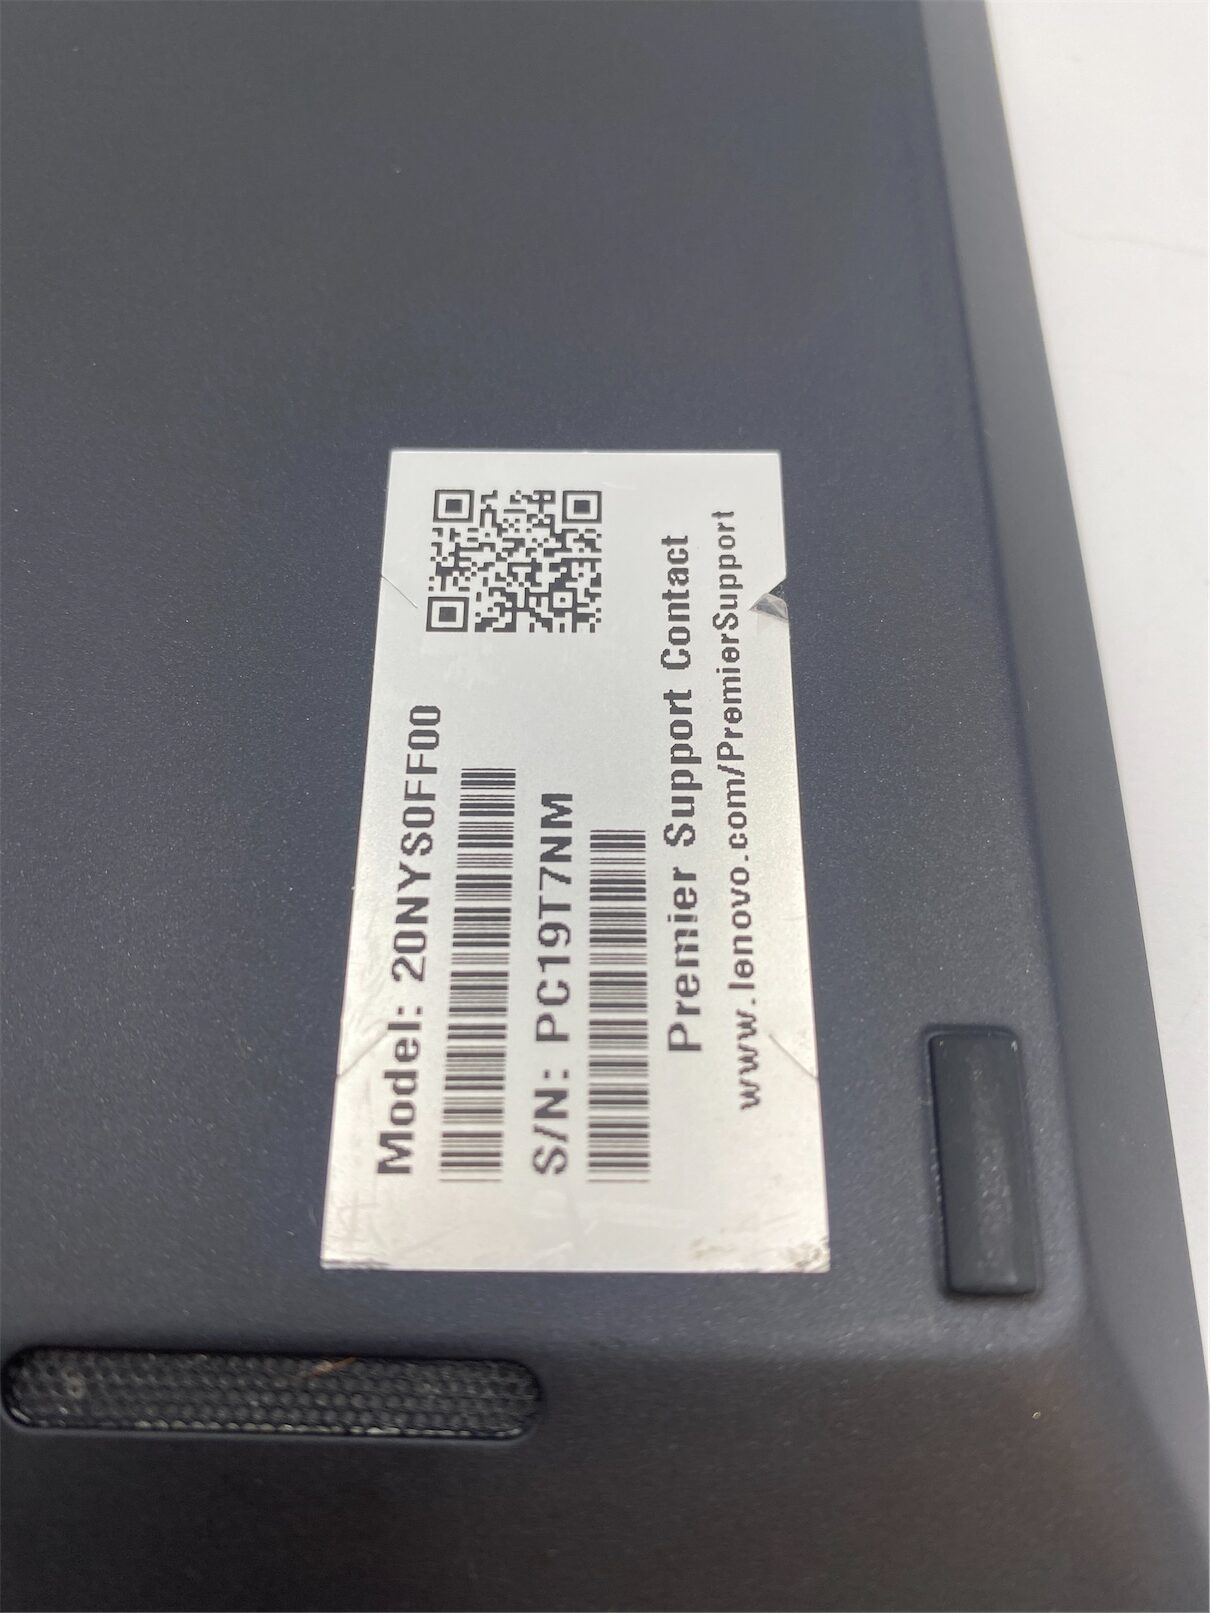 Model: 20NYS0FF00
S/N: PC19T7NM
Premier Support Contact
www.lenovo.com/PremierSupport